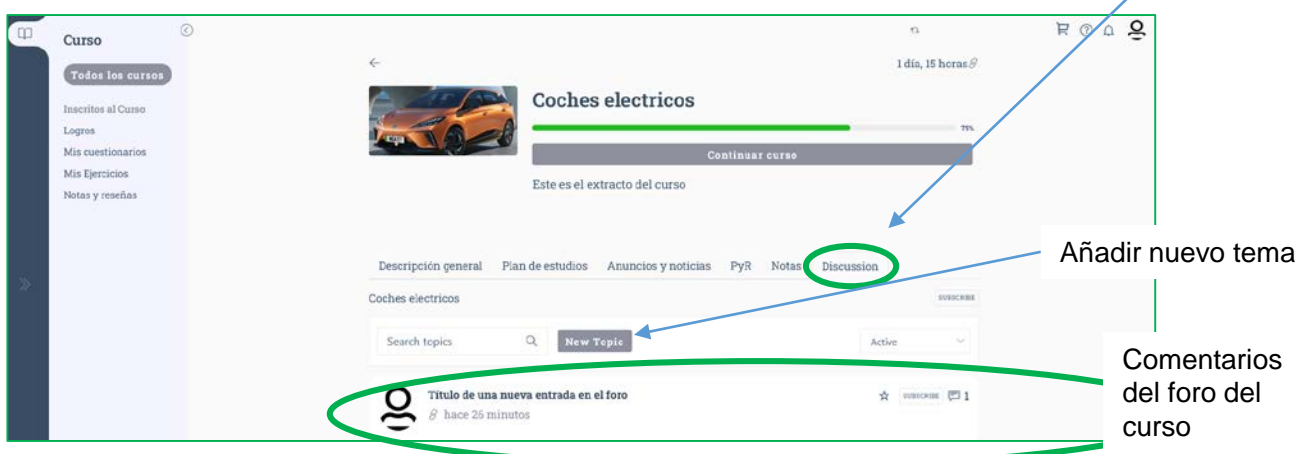 Curso
Todos los cursos
Inscritos al Curso
Logros
Mis cuestionarios
Mis Ejercicios
Notas y reseñas
1 día, 15 horas
Coches electricos
75%
Continuar curso
Este es el extracto del curso
Descripción general Plan de estudios Anuncios y noticias PyR Notas Discussion
Coches electricos
SUBSCRIBE
Search topics
New Topic
Active
Título de una nueva entrada en el foro
SUBSCRIBE 1
hace 26 minutos
Añadir nuevo tema
Comentarios
del foro del
curso